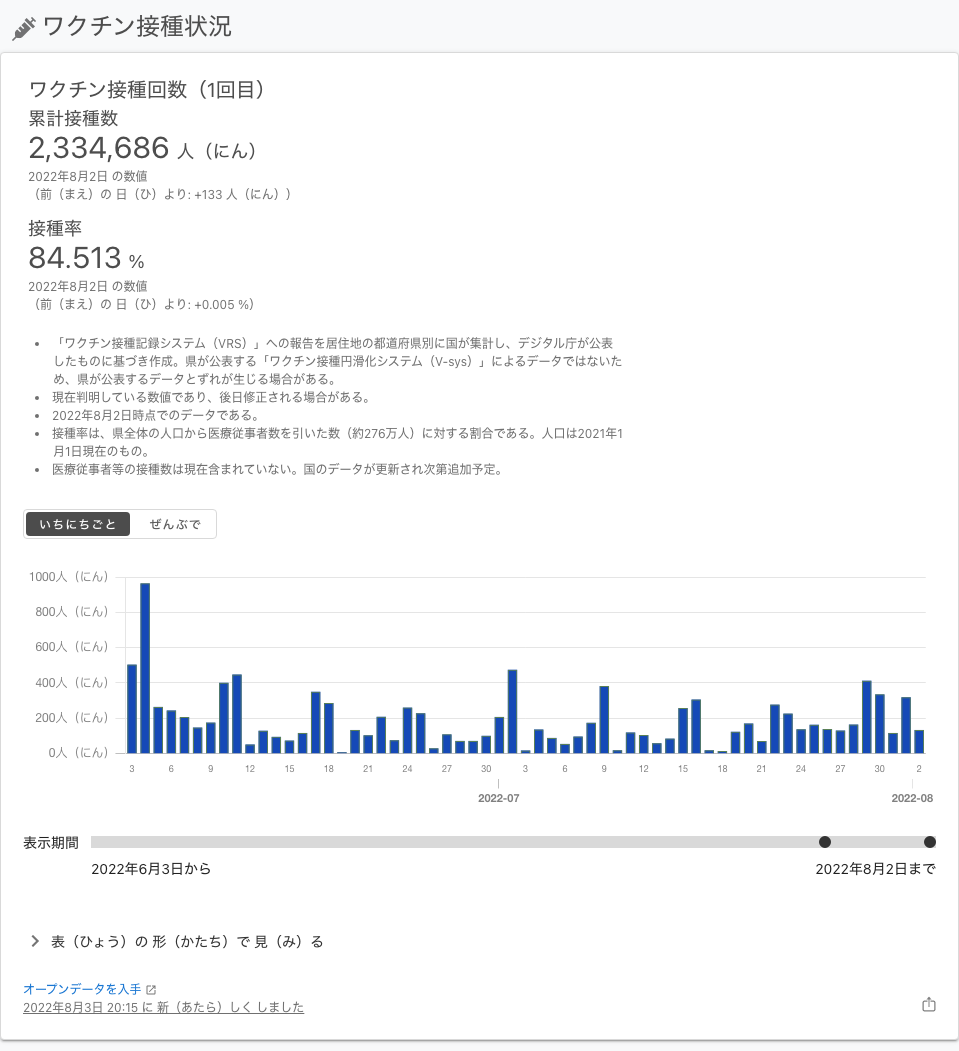 ワクチン接種状況
ワクチン接種回数（1回目）
累計接種数
2,334,686 人（にん）
2022年8月2日 の数値
（前（まえ）の 日（ひ）より: +133 人（にん））
接種率
84.513 %
2022年8月2日 の数値
（前（まえ）の 日（ひ）より: +0.005 %）
「ワクチン接種記録システム（VRS）」への報告を居住地の都道府県別に国が集計し、デジタル庁が公表
したものに基づき作成。県が公表する「ワクチン接種円滑化システム（V-sys）」によるデータではないた
め、県が公表するデータとずれが生じる場合がある。
現在判明している数値であり、後日修正される場合がある。
2022年8月2日時点でのデータである。
接種率は、県全体の人口から医療従事者数を引いた数（約276万人）に対する割合である。人口は2021年1
月1日現在のもの。
医療従事者等の接種数は現在含まれていない。国のデータが更新され次第追加予定。
いちにちごと ぜんぶで
1000人（にん）
800人（にん）
600人（にん）
400人（にん）
200人（にん）
0人（にん）
3 6 9 12 15 18 21 24 27 30 3 6 9 12 15 18 21 24 27 30 2
2022-07 2022-08
表示期間
2022年6月3日から 2022年8月2日まで
表（ひょう）の 形（かたち）で 見（み）る
オープンデータを入手
2022年8月3日 20:15 に 新（あたら）しく しました